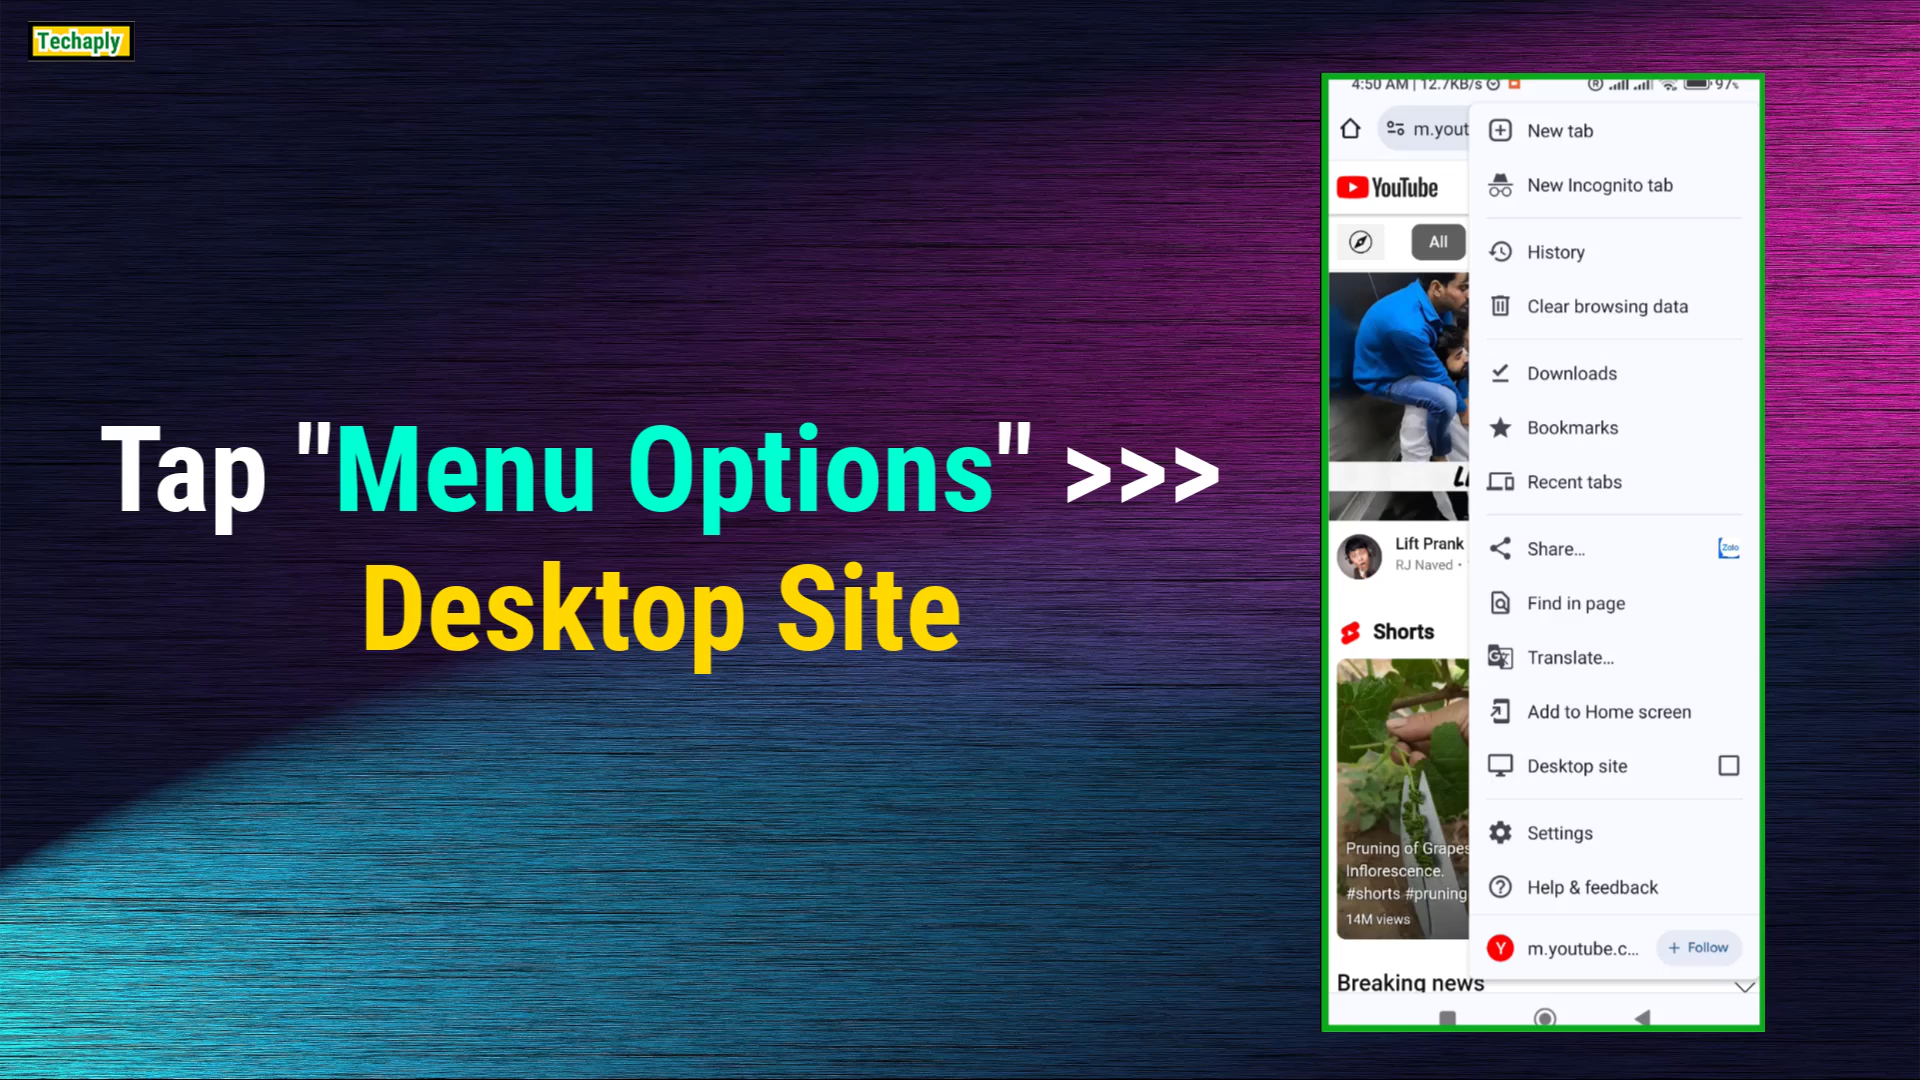 Techaply
Tap "Menu Options" >>>
Desktop Site
4:50 AM | 12.7KB/s
97%
m.yout
YouTube
All
Lift Prank
RJ Naved •
Shorts
Pruning of Grapes
Inflorescence.
#shorts #pruning
14M views
Breaking news
New tab
New Incognito tab
History
Clear browsing data
Downloads
Bookmarks
Recent tabs
Share...
Zalo
Find in page
Translate...
Add to Home screen
Desktop site
Settings
Help & feedback
Y
m.youtube.c...
+ Follow